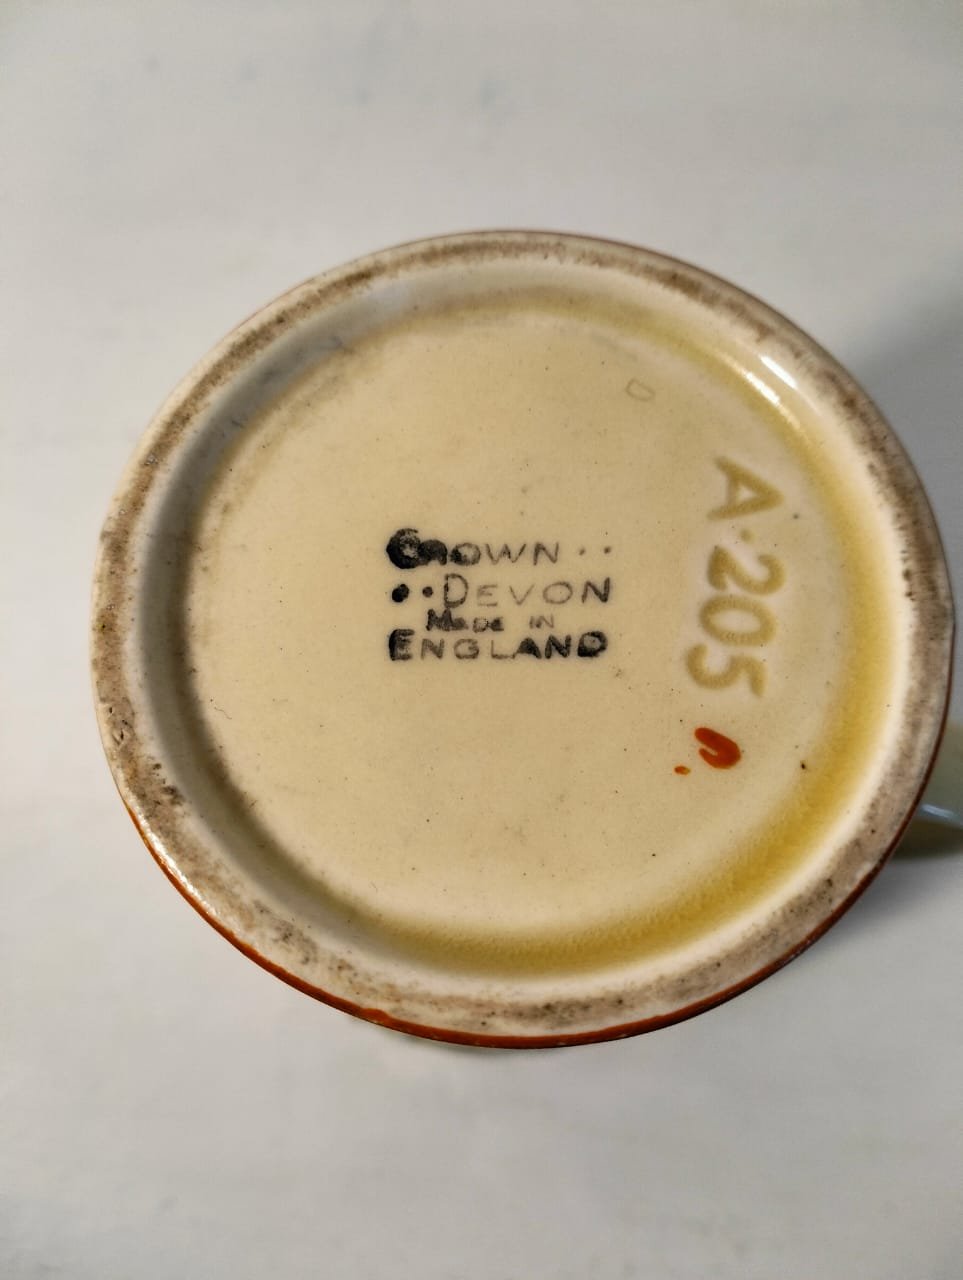 CROWN ··
··DEVON
MADE IN
ENGLAND
A·205